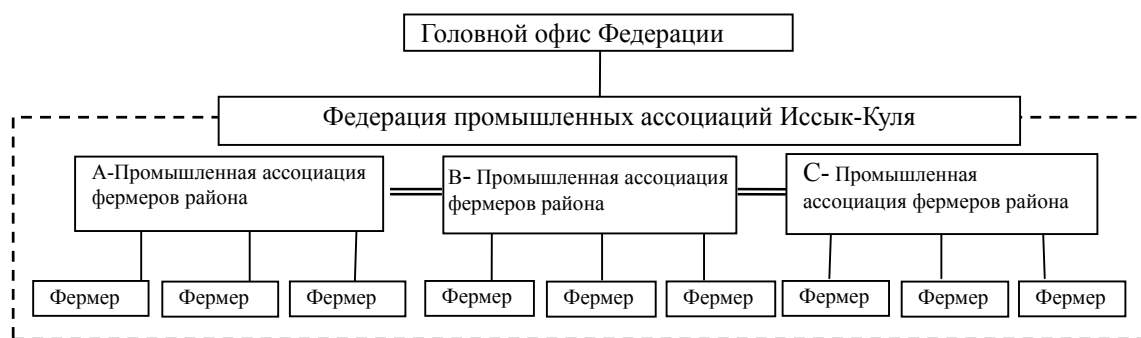 Головной офис Федерации
Федерация промышленных ассоциаций Иссык-Куля
А-Промышленная ассоциация
фермеров района
В- Промышленная ассоциация
фермеров района
С- Промышленная
ассоциация фермеров района
Фермер
Фермер
Фермер
Фермер
Фермер
Фермер
Фермер
Фермер
Фермер